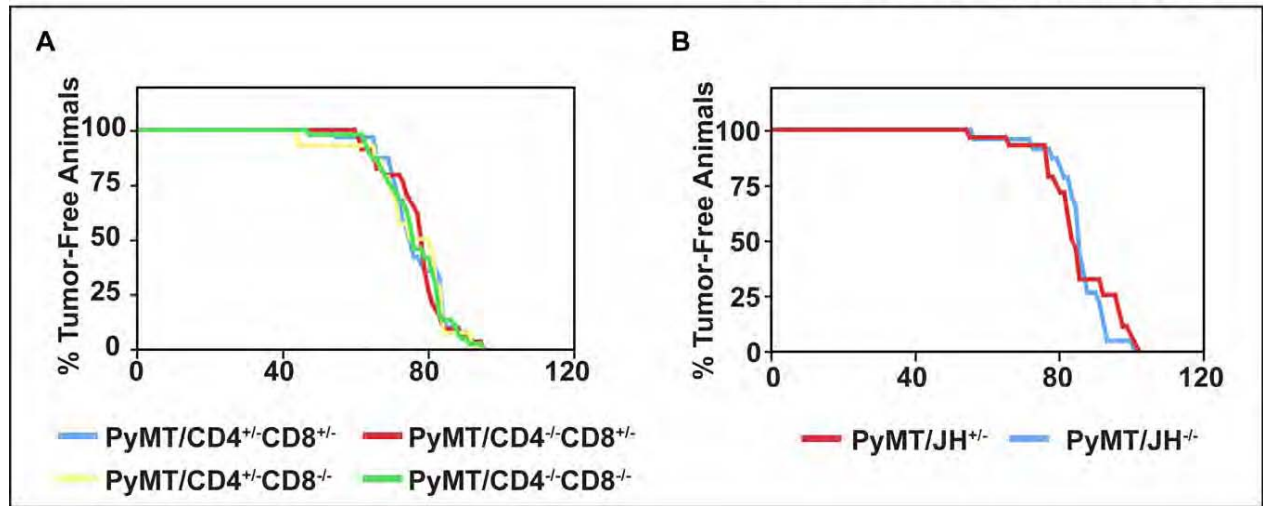 A
% Tumor-Free Animals
100
75
50
25
0
0 40 80 120
PyMT/CD4+/-CD8+/- PyMT/CD4-/-CD8+/-
PyMT/CD4+/-CD8-/- PyMT/CD4-/-CD8-/-
B
% Tumor-Free Animals
100
75
50
25
0
0 40 80 120
PyMT/JH+/- PyMT/JH-/-